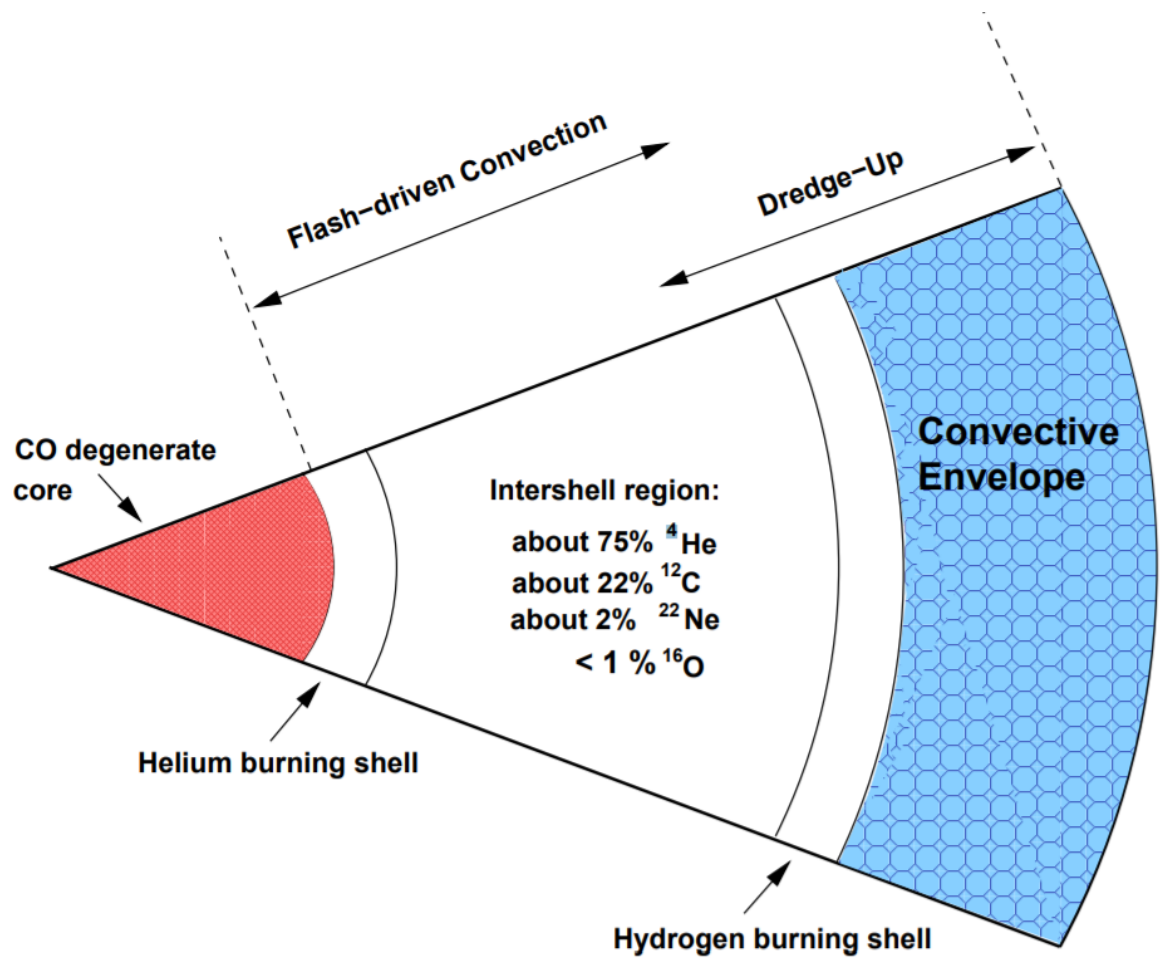 Flash-driven Convection
Dredge-Up
CO degenerate
core
Convective
Envelope
Intershell region:
about 75% ⁴He
about 22% ¹²C
about 2% ²²Ne
< 1 % ¹⁶O
Helium burning shell
Hydrogen burning shell